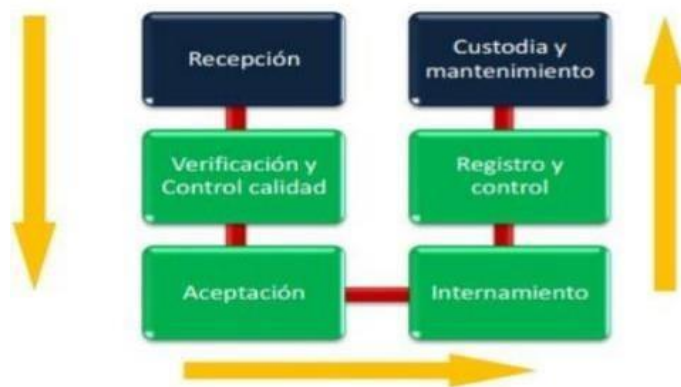 Recepción
Verificación y
Control calidad
Aceptación
Internamiento
Registro y
control
Custodia y
mantenimiento